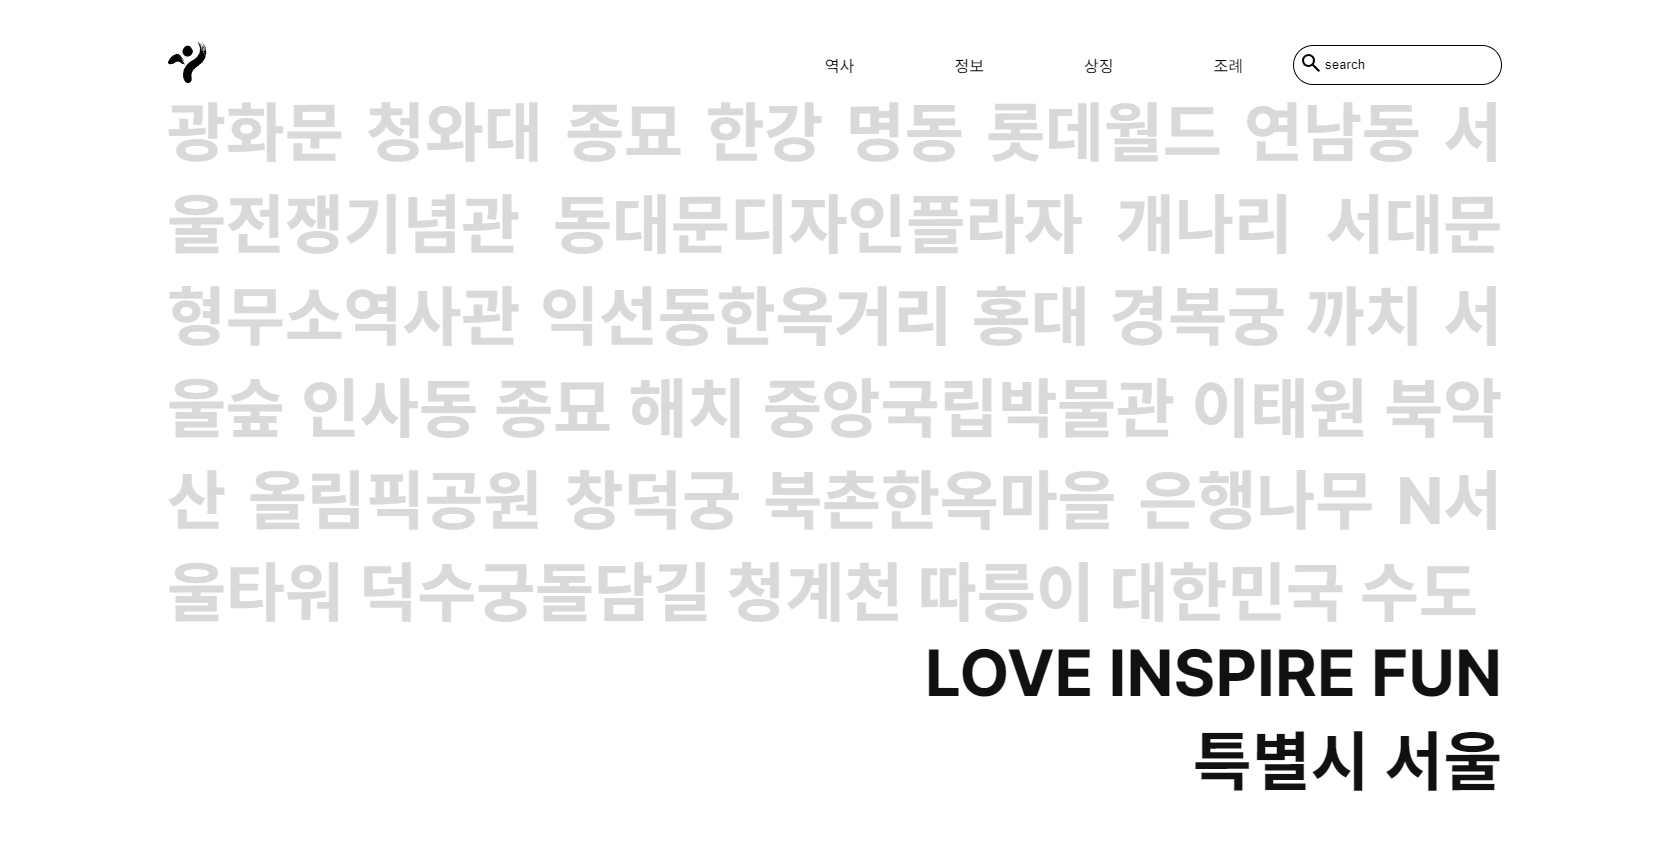 역사 정보 상징 조례 search
광화문 청와대 종묘 한강 명동 롯데월드 연남동 서
울전쟁기념관 동대문디자인플라자 개나리 서대문
형무소역사관 익선동한옥거리 홍대 경복궁 까치 서
울숲 인사동 종묘 해치 중앙국립박물관 이태원 북악
산 올림픽공원 창덕궁 북촌한옥마을 은행나무 N서
울타워 덕수궁돌담길 청계천 따릉이 대한민국 수도
LOVE INSPIRE FUN
특별시 서울